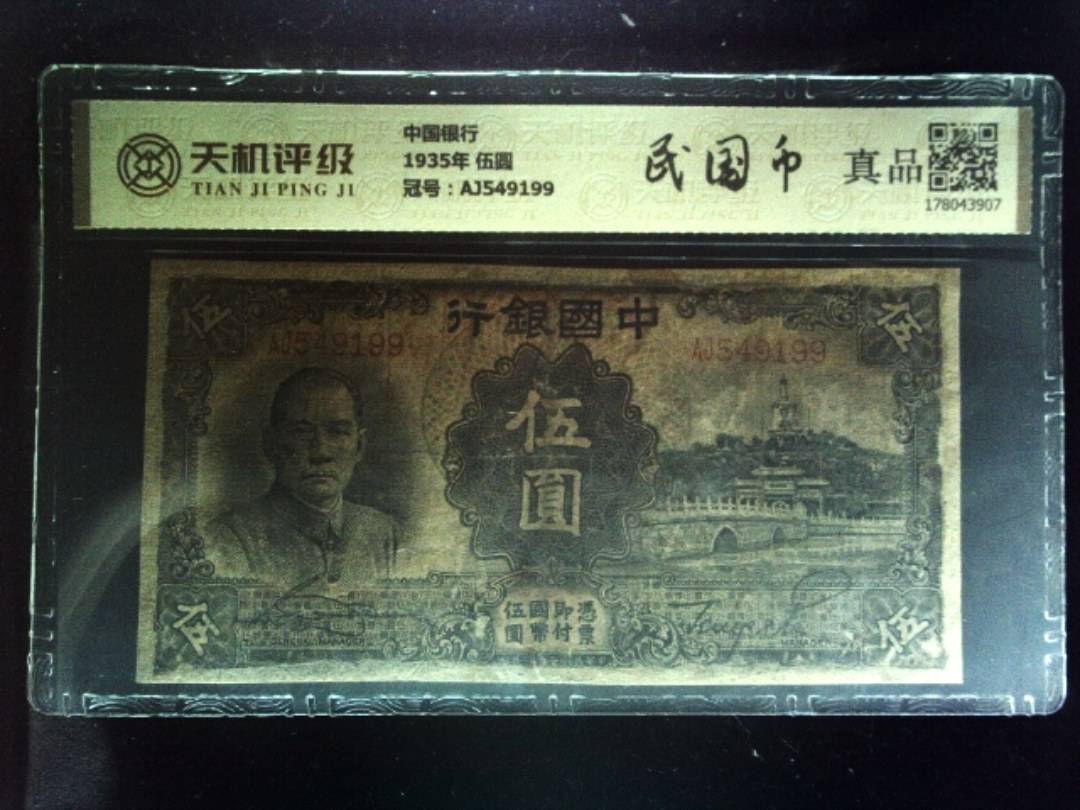 天机评级
TIAN JI PING JI
中国银行
1935年 伍圆
冠号：AJ549199
民国币
真品
178043907
行銀國中
伍
伍
AJ549199
AJ549199
伍
圓
伍國即憑
圓幣付票
伍
伍